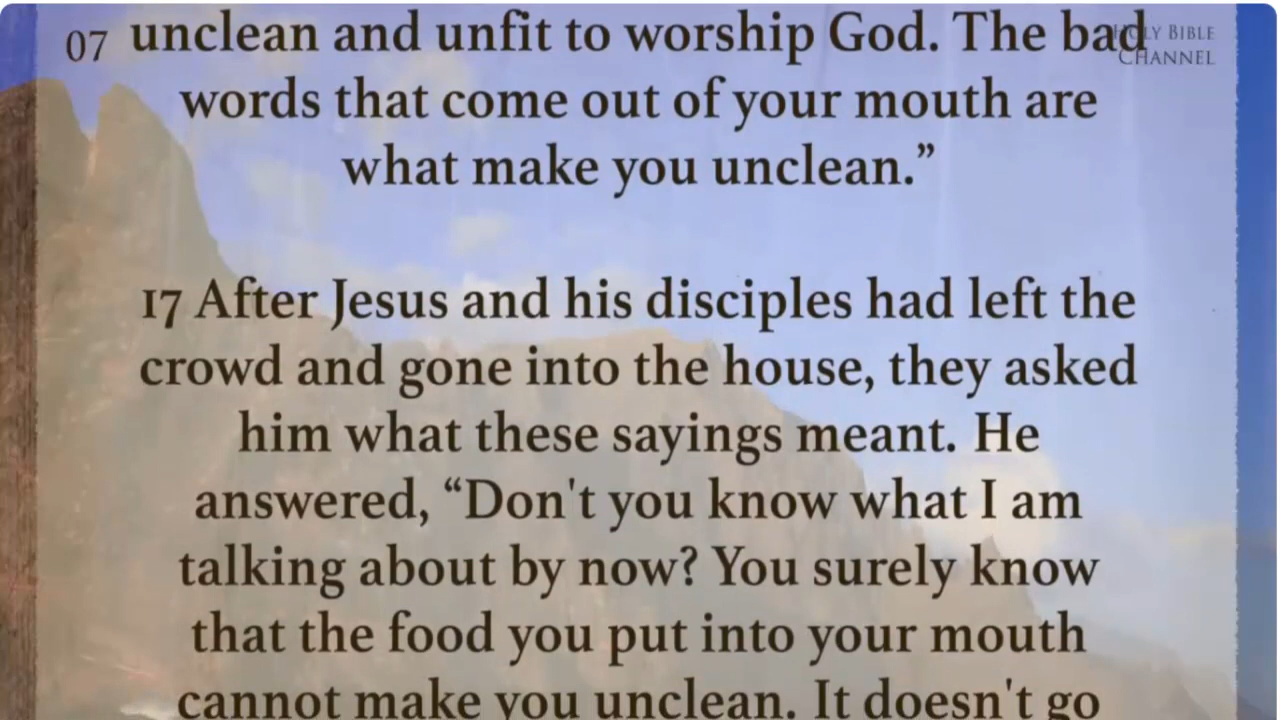 07 unclean and unfit to worship God. The bad
HOLY BIBLE
CHANNEL
words that come out of your mouth are
what make you unclean.”
17 After Jesus and his disciples had left the
crowd and gone into the house, they asked
him what these sayings meant. He
answered, “Don't you know what I am
talking about by now? You surely know
that the food you put into your mouth
cannot make you unclean. It doesn't go